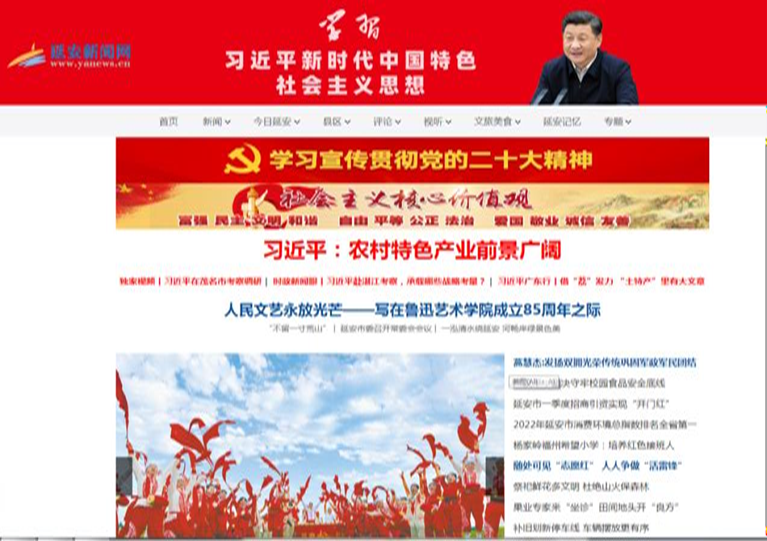 学习
延安新闻网
www.yanews.cn
习近平新时代中国特色
社会主义思想
首页 新闻 今日延安 县区 评论 视听 文旅美食 延安记忆 专题
学习宣传贯彻党的二十大精神
社会主义核心价值观
富强 民主 文明 和谐 自由 平等 公正 法治 爱国 敬业 诚信 友善
习近平：农村特色产业前景广阔
独家视频丨习近平在茂名市考察调研 | 时政新闻眼丨习近平赴湛江考察，承载哪些战略考量？ | 习近平广东行丨借“荔”发力 “土特产”里有大文章
人民文艺永放光芒——写在鲁迅艺术学院成立85周年之际
“不留一寸荒山” | 延安市委召开常委会会议 | 一泓清水绕延安 河畅岸绿景色美
高慧杰:发扬双拥光荣传统巩固军政军民团结
决守牢校园食品安全底线
延安市一季度招商引资实现“开门红”
2022年延安市消费环境总指数排名全省第一
杨家岭福州希望小学：培养红色接班人
随处可见“志愿红” 人人争做“活雷锋”
祭祀鲜花多文明 杜绝山火保森林
果业专家来“坐诊” 田间地头开“良方”
补旧划新停车线 车辆摆放更有序